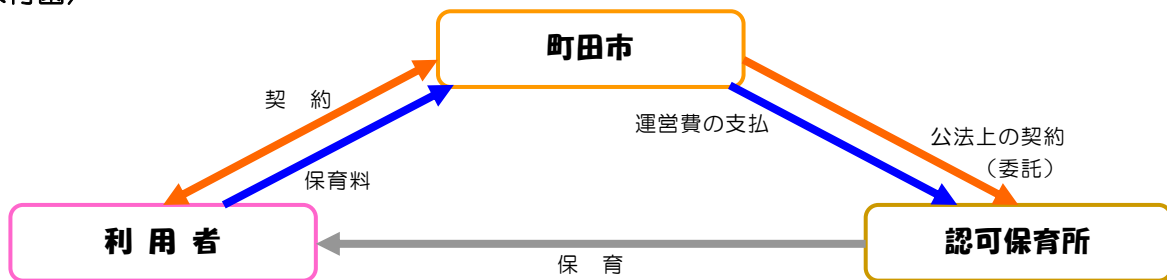 町田市
契　約
運営費の支払
公法上の契約
（委託）
保育料
利 用 者
認可保育所
保　育